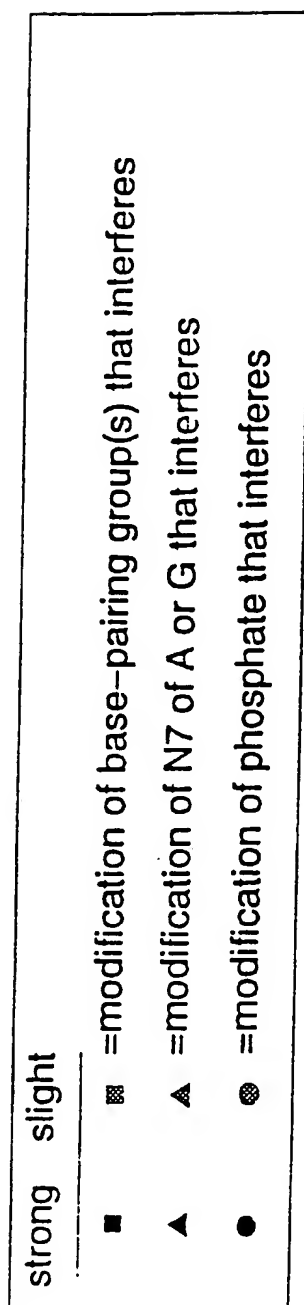 strong slight
=modification of base-pairing group(s) that interferes
=modification of N7 of A or G that interferes
=modification of phosphate that interferes